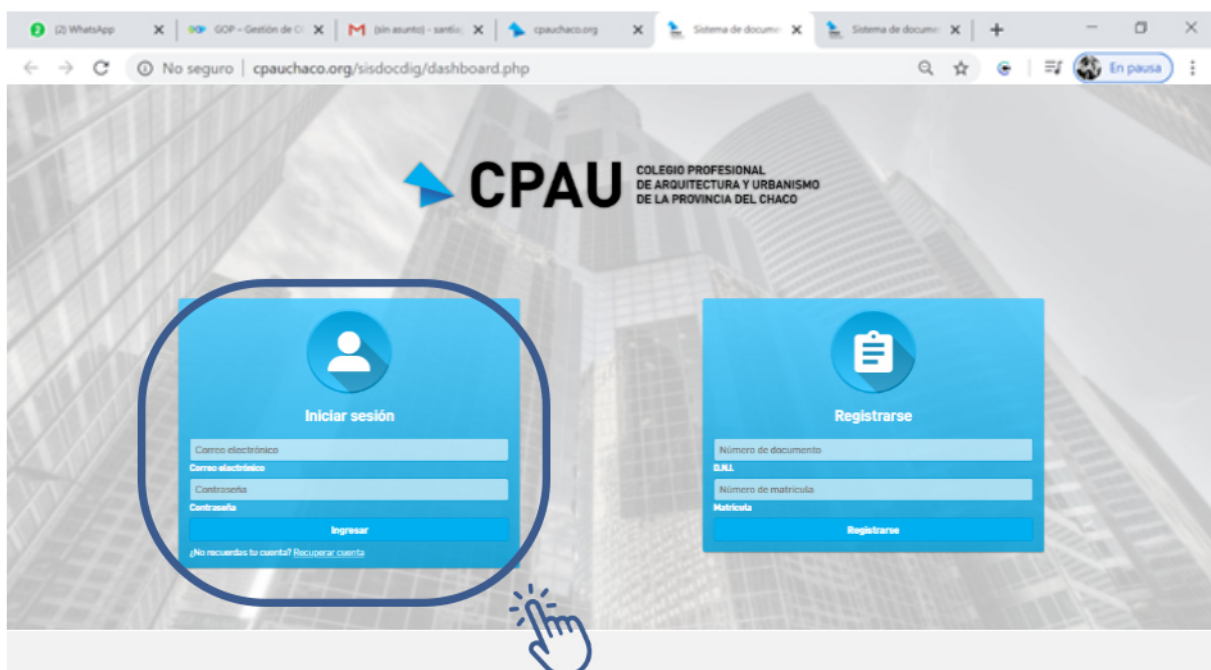 2 (2) WhatsApp
GOP - Gestión de
(sin asunto) - santia
cpauchaco.org
Sistema de docume
Sistema de docume
No seguro | cpauchaco.org/sisdocdig/dashboard.php
En pausa
CPAU
COLEGIO PROFESIONAL
DE ARQUITECTURA Y URBANISMO
DE LA PROVINCIA DEL CHACO
Iniciar sesión
Correo electrónico
Correo electrónico
Contraseña
Contraseña
Ingresar
¿No recuerdas tu cuenta? Recuperar cuenta
Registrarse
Número de documento
D.N.I.
Número de matrícula
Matrícula
Registrarse